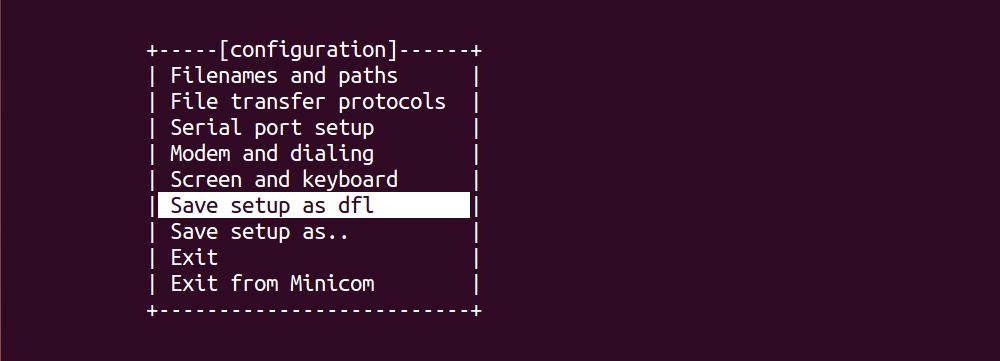 +-----[configuration]------+
| Filenames and paths      |
| File transfer protocols  |
| Serial port setup        |
| Modem and dialing        |
| Screen and keyboard      |
| Save setup as dfl        |
| Save setup as..          |
| Exit                     |
| Exit from Minicom        |
+--------------------------+